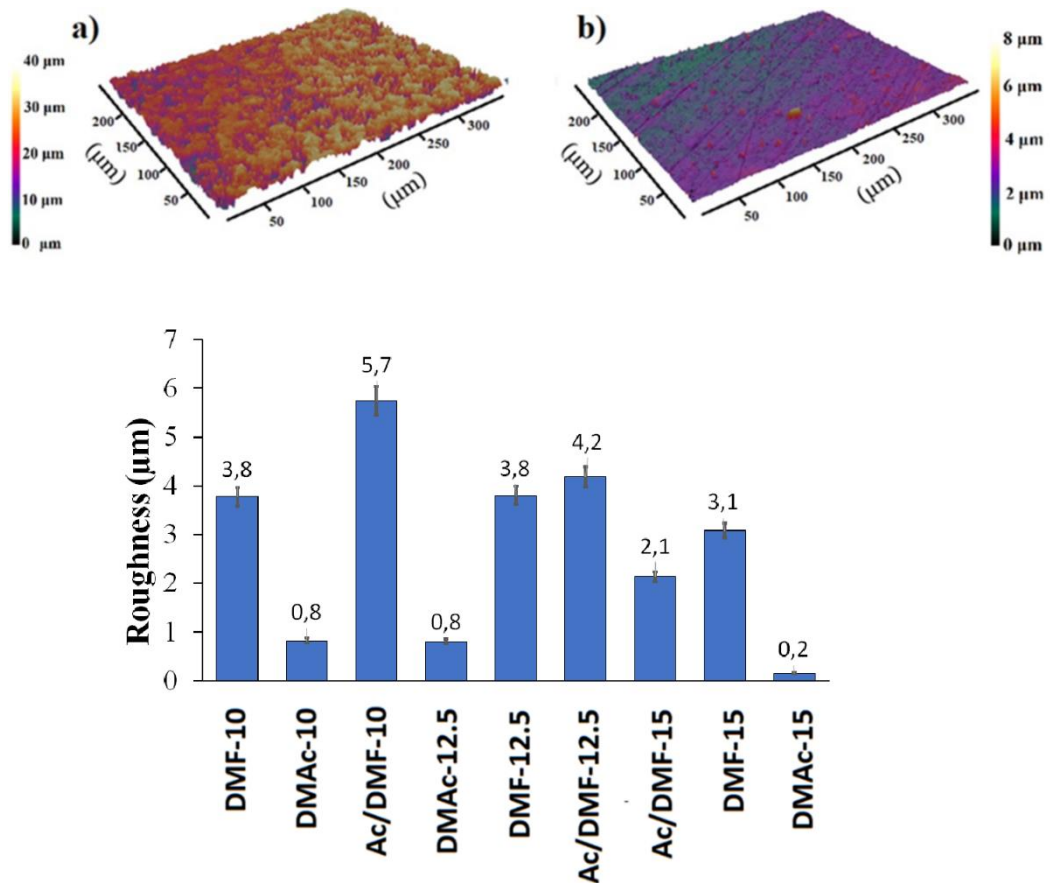 a)
40 µm
30 µm
20 µm
10 µm
0 µm
200
150
100
50
(µm)
50
100
150
200
250
300
(µm)
b)
8 µm
6 µm
4 µm
2 µm
0 µm
200
150
100
50
(µm)
50
100
150
200
250
300
(µm)
Roughness (µm)
7
6
5
4
3
2
1
0
3,8
0,8
5,7
0,8
3,8
4,2
2,1
3,1
0,2
DMF-10
DMAc-10
Ac/DMF-10
DMAc-12.5
DMF-12.5
Ac/DMF-12.5
Ac/DMF-15
DMF-15
DMAc-15